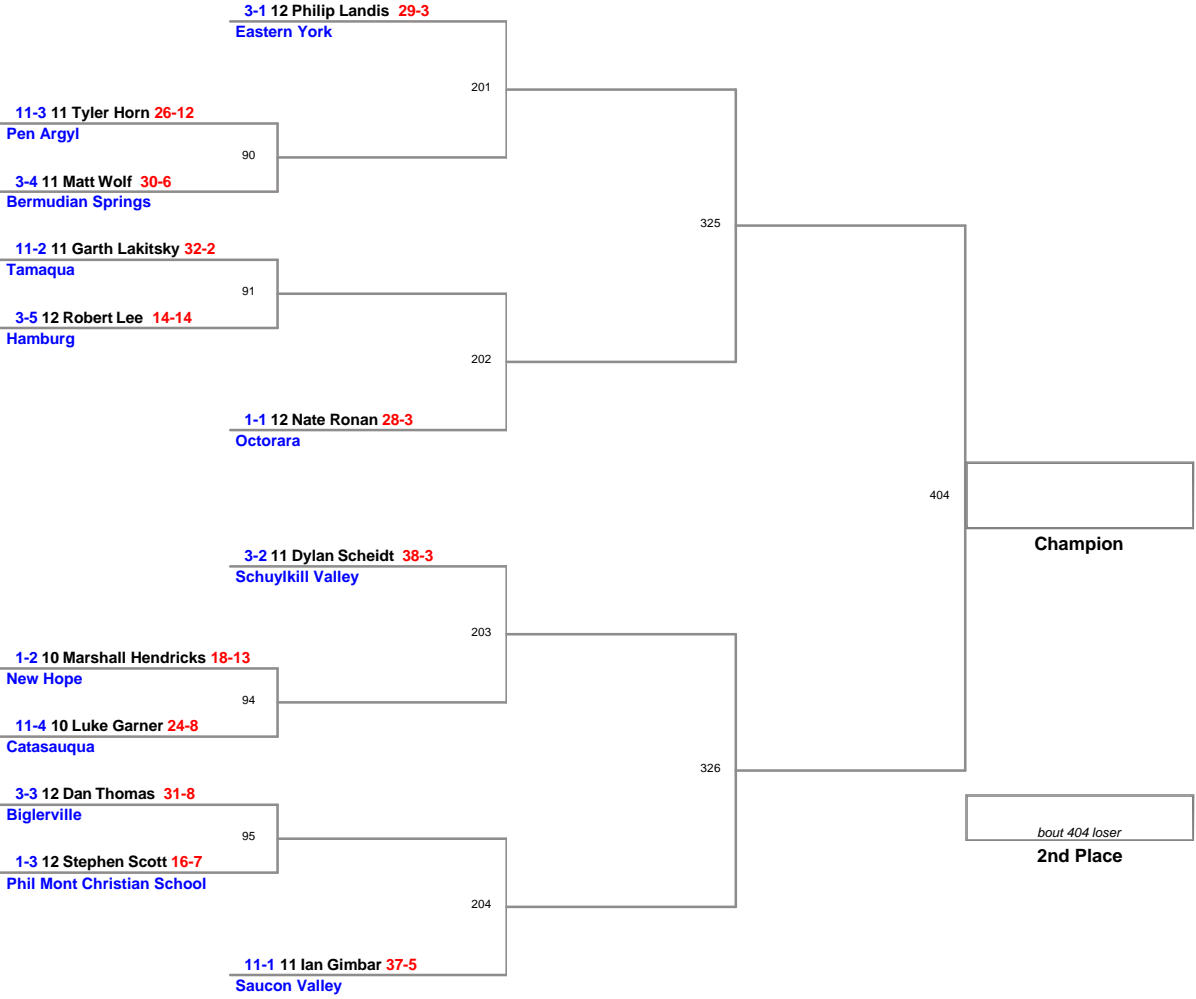 3-1 12 Philip Landis 29-3
Eastern York
201
11-3 11 Tyler Horn 26-12
Pen Argyl
90
3-4 11 Matt Wolf 30-6
Bermudian Springs
325
11-2 11 Garth Lakitsky 32-2
Tamaqua
91
3-5 12 Robert Lee 14-14
Hamburg
202
1-1 12 Nate Ronan 28-3
Octorara
404
Champion
3-2 11 Dylan Scheidt 38-3
Schuylkill Valley
203
1-2 10 Marshall Hendricks 18-13
New Hope
94
11-4 10 Luke Garner 24-8
Catasauqua
326
3-3 12 Dan Thomas 31-8
Biglerville
95
1-3 12 Stephen Scott 16-7
Phil Mont Christian School
bout 404 loser
2nd Place
204
11-1 11 Ian Gimbar 37-5
Saucon Valley